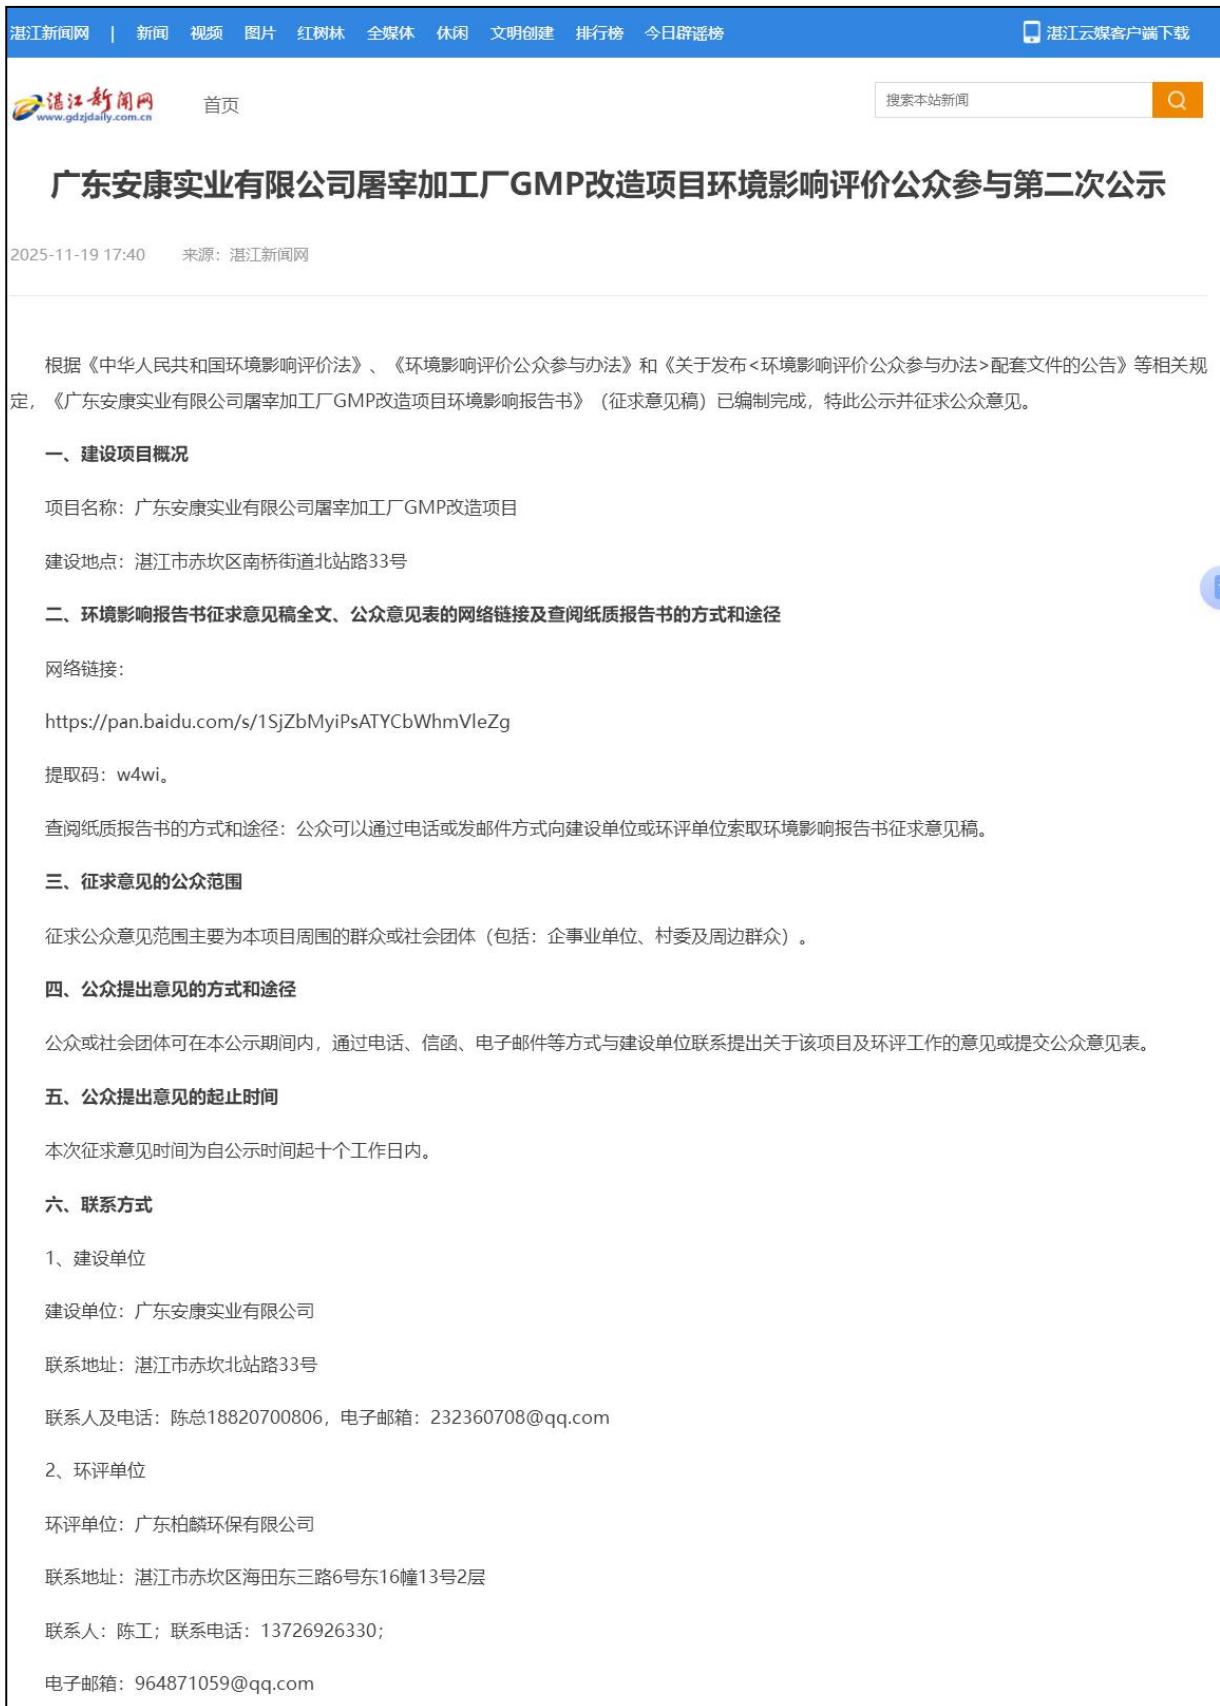 湛江新闻网 | 新闻 视频 图片 红树林 全媒体 休闲 文明创建 排行榜 今日辟谣榜 湛江云媒客户端下载
湛江新闻网 首页 搜索本站新闻
www.gdzjdaily.com.cn
广东安康实业有限公司屠宰加工厂GMP改造项目环境影响评价公众参与第二次公示
2025-11-19 17:40 来源：湛江新闻网
根据《中华人民共和国环境影响评价法》、《环境影响评价公众参与办法》和《关于发布<环境影响评价公众参与办法>配套文件的公告》等相关规
定，《广东安康实业有限公司屠宰加工厂GMP改造项目环境影响报告书》（征求意见稿）已编制完成，特此公示并征求公众意见。
一、建设项目概况
项目名称：广东安康实业有限公司屠宰加工厂GMP改造项目
建设地点：湛江市赤坎区南桥街道北站路33号
二、环境影响报告书征求意见稿全文、公众意见表的网络链接及查阅纸质报告书的方式和途径
网络链接：
https://pan.baidu.com/s/1SjZbMyiPsATYCbWhmVleZg
提取码：w4wi。
查阅纸质报告书的方式和途径：公众可以通过电话或发邮件方式向建设单位或环评单位索取环境影响报告书征求意见稿。
三、征求意见的公众范围
征求公众意见范围主要为本项目周围的群众或社会团体（包括：企事业单位、村委及周边群众）。
四、公众提出意见的方式和途径
公众或社会团体可在本公示期间内，通过电话、信函、电子邮件等方式与建设单位联系提出关于该项目及环评工作的意见或提交公众意见表。
五、公众提出意见的起止时间
本次征求意见时间为自公示时间起十个工作日内。
六、联系方式
1、建设单位
建设单位：广东安康实业有限公司
联系地址：湛江市赤坎北站路33号
联系人及电话：陈总18820700806，电子邮箱：232360708@qq.com
2、环评单位
环评单位：广东柏麟环保有限公司
联系地址：湛江市赤坎区海田东三路6号东16幢13号2层
联系人：陈工；联系电话：13726926330；
电子邮箱：964871059@qq.com